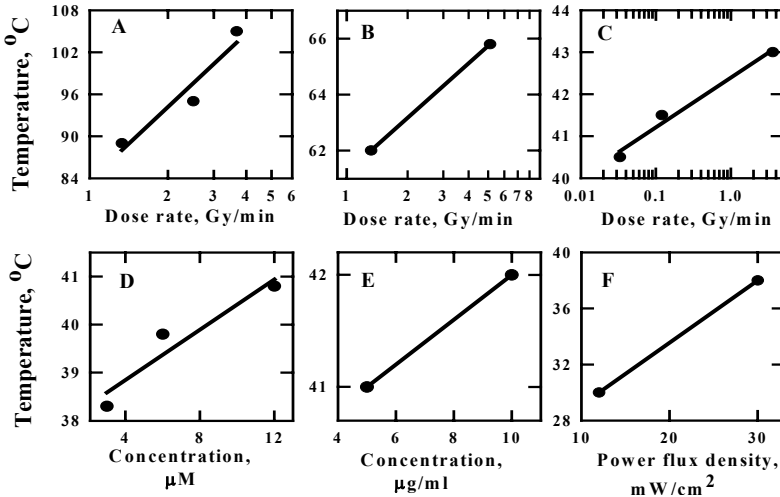 Temperature, °C
A
108
102
96
90
84
1 2 3 4 5 6
Dose rate, Gy/min
B
66
64
62
1 2 3 4 5 6 7 8
Dose rate, Gy/min
C
44
43
42
41
40
0.01 0.1 1.0
Dose rate, Gy/min
Temperature, °C
D
41
40
39
38
4 8 12
Concentration,
μM
E
42
41
4 6 8 10
Concentration,
μg/ml
F
40
36
32
28
10 20 30
Power flux density,
mW/cm²